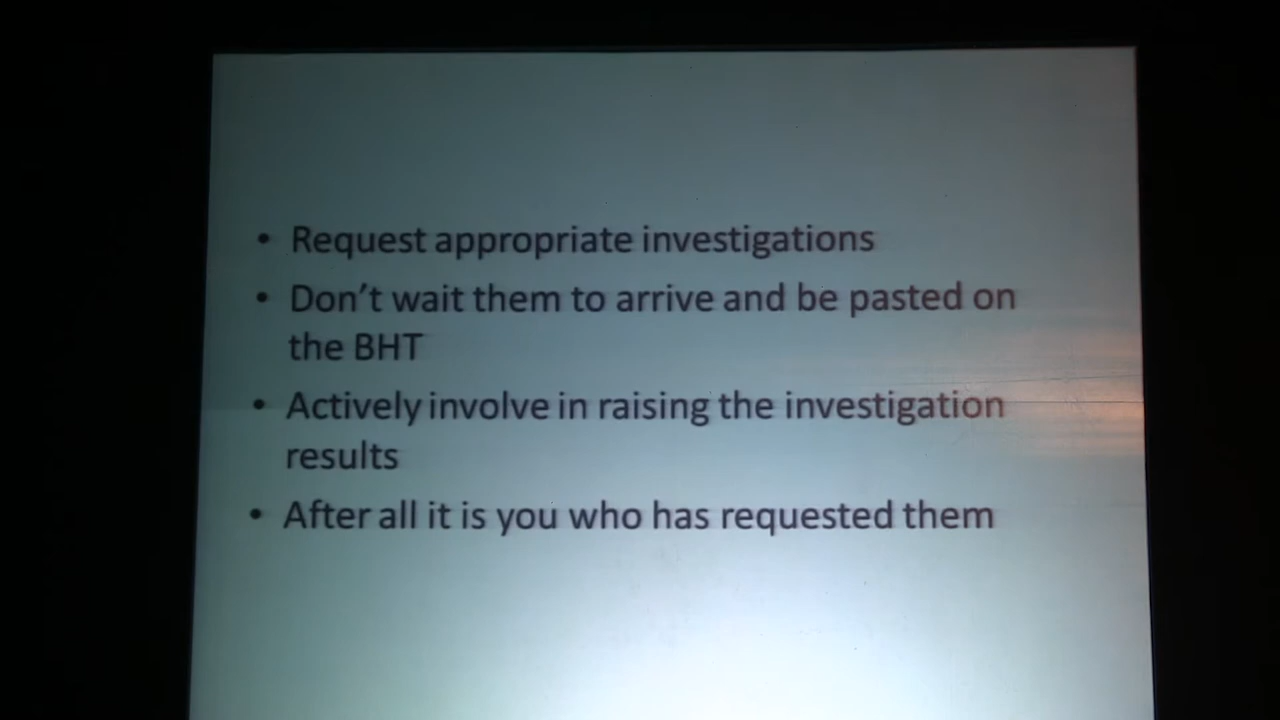 • Request appropriate investigations
• Don't wait them to arrive and be pasted on
the BHT
• Actively involve in raising the investigation
results
• After all it is you who has requested them